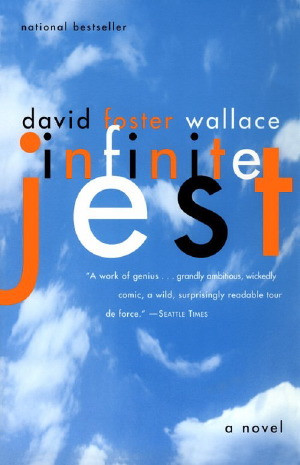 national bestseller
david foster wallace
infinite
jest
"A work of genius . . . grandly ambitious, wickedly
comic, a wild, surprisingly readable tour
de force." —SEATTLE TIMES
a novel